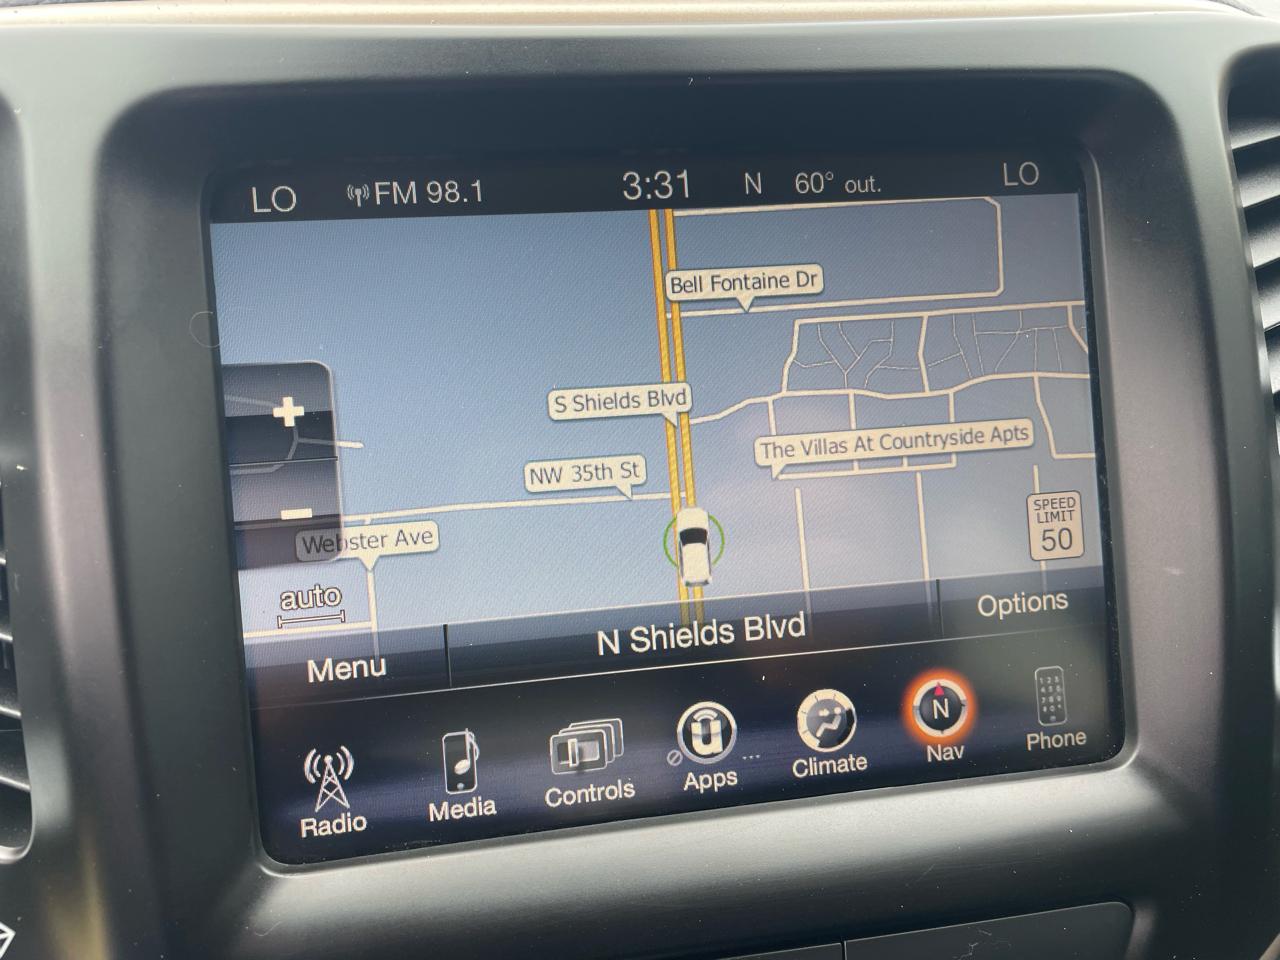 LO FM 98.1 3:31 N 60° out. LO
Bell Fontaine Dr
S Shields Blvd
The Villas At Countryside Apts
NW 35th St
SPEED
LIMIT
50
Webster Ave
auto
Menu N Shields Blvd Options
Radio Media Controls Apps Climate N Nav Phone